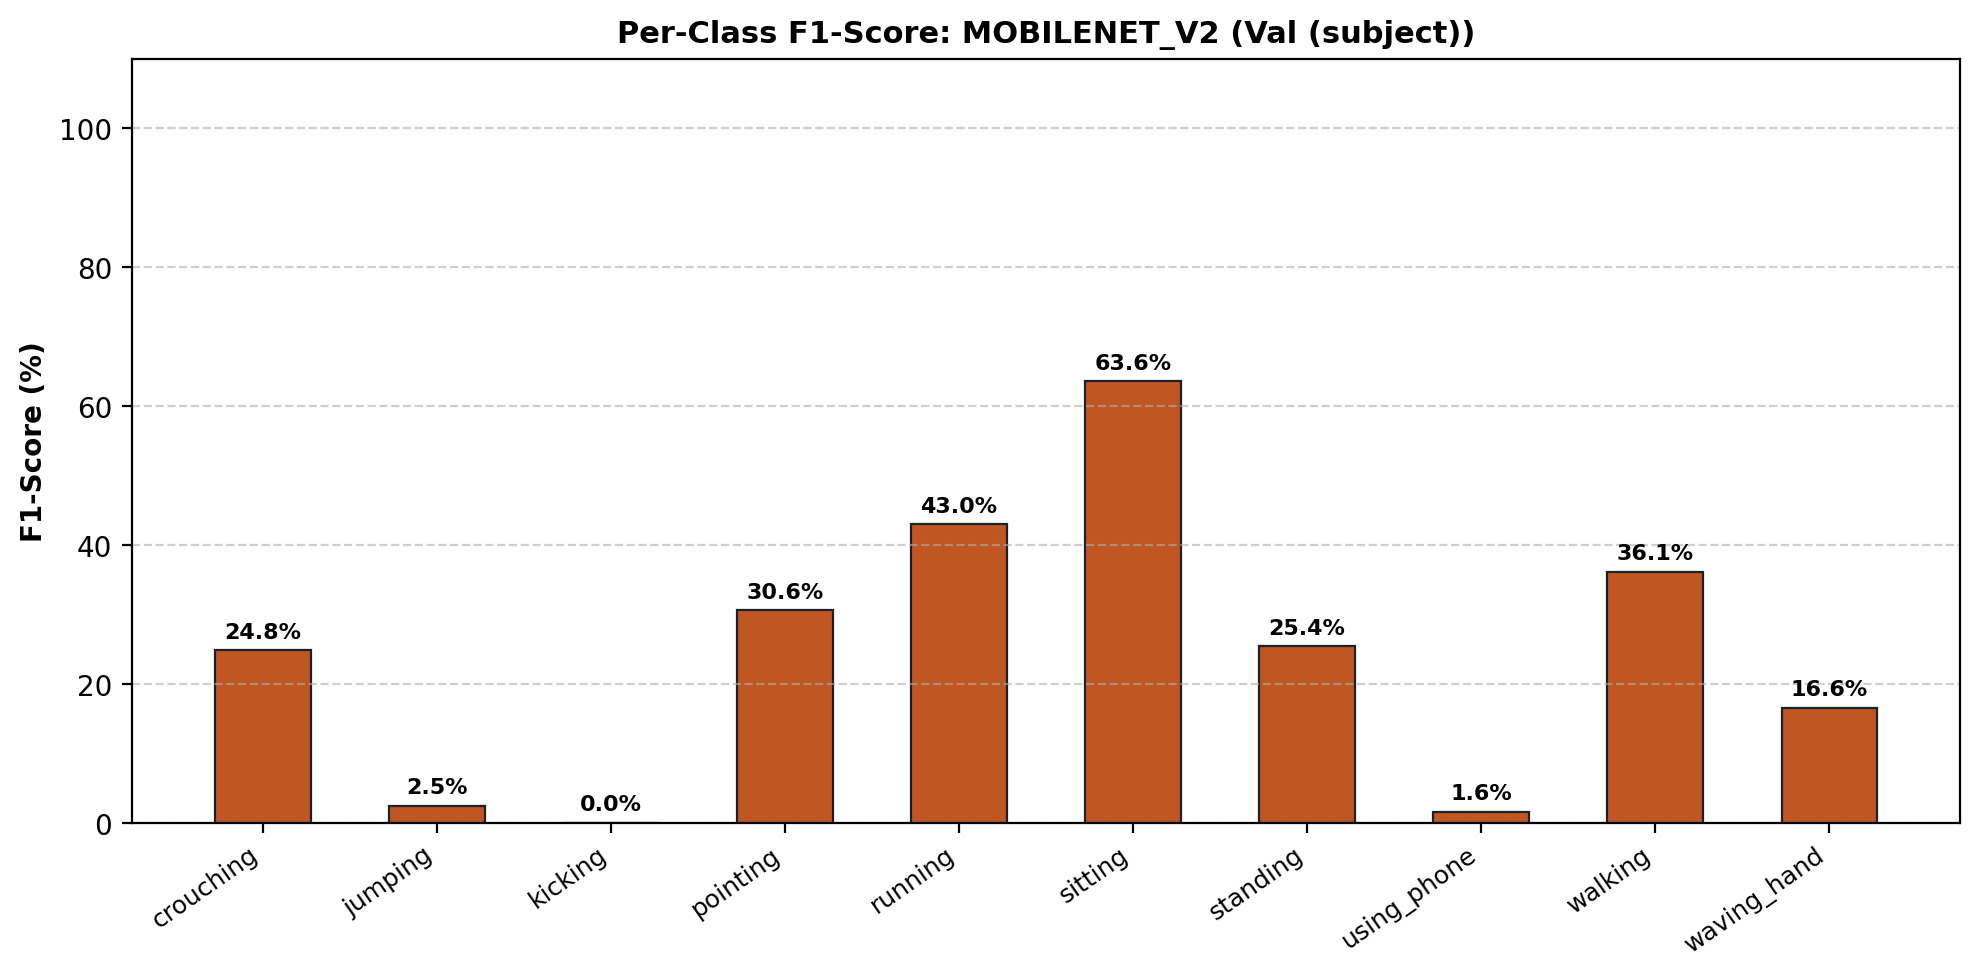 Per-Class F1-Score: MOBILENET_V2 (Val (subject))
F1-Score (%)
100
80
60
40
20
0
24.8%
2.5%
0.0%
30.6%
43.0%
63.6%
25.4%
1.6%
36.1%
16.6%
crouching
jumping
kicking
pointing
running
sitting
standing
using_phone
walking
waving_hand